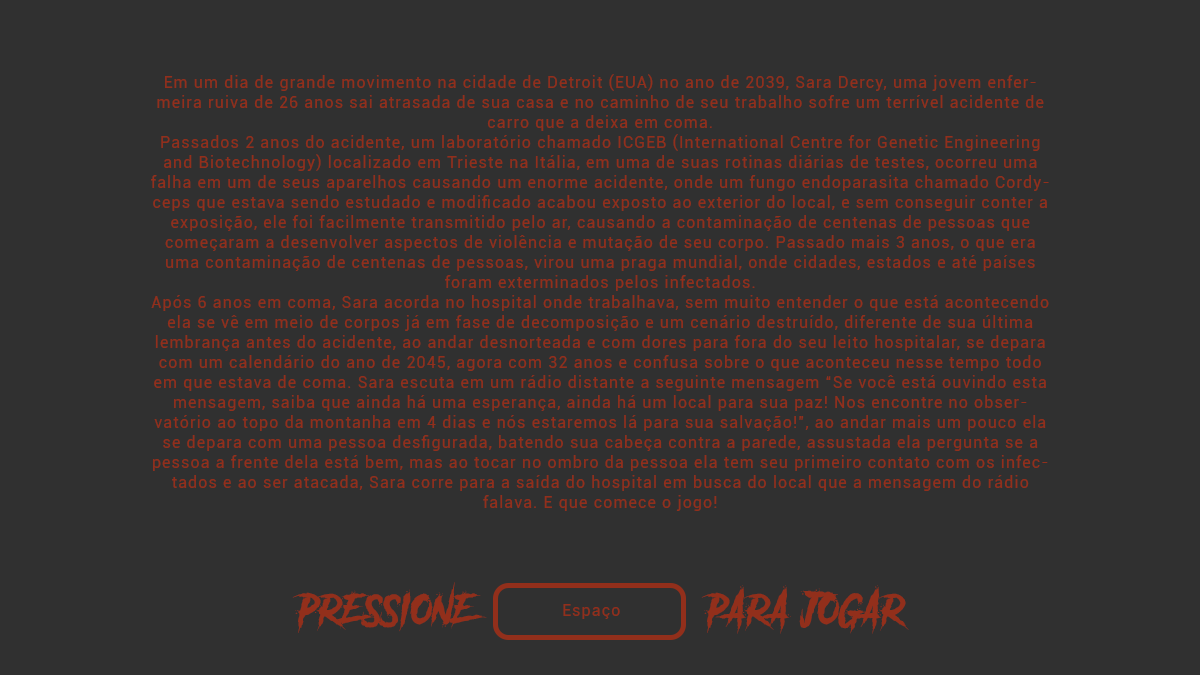 Em um dia de grande movimento na cidade de Detroit (EUA) no ano de 2039, Sara Dercy, uma jovem enfer-
meira ruiva de 26 anos sai atrasada de sua casa e no caminho de seu trabalho sofre um terrível acidente de
carro que a deixa em coma.
Passados 2 anos do acidente, um laboratório chamado ICGEB (International Centre for Genetic Engineering
and Biotechnology) localizado em Trieste na Itália, em uma de suas rotinas diárias de testes, ocorreu uma
falha em um de seus aparelhos causando um enorme acidente, onde um fungo endoparasita chamado Cordy-
ceps que estava sendo estudado e modificado acabou exposto ao exterior do local, e sem conseguir conter a
exposição, ele foi facilmente transmitido pelo ar, causando a contaminação de centenas de pessoas que
começaram a desenvolver aspectos de violência e mutação de seu corpo. Passado mais 3 anos, o que era
uma contaminação de centenas de pessoas, virou uma praga mundial, onde cidades, estados e até países
foram exterminados pelos infectados.
Após 6 anos em coma, Sara acorda no hospital onde trabalhava, sem muito entender o que está acontecendo
ela se vê em meio de corpos já em fase de decomposição e um cenário destruído, diferente de sua última
lembrança antes do acidente, ao andar desnorteada e com dores para fora do seu leito hospitalar, se depara
com um calendário do ano de 2045, agora com 32 anos e confusa sobre o que aconteceu nesse tempo todo
em que estava de coma. Sara escuta em um rádio distante a seguinte mensagem "Se você está ouvindo esta
mensagem, saiba que ainda há uma esperança, ainda há um local para sua paz! Nos encontre no obser-
vatório ao topo da montanha em 4 dias e nós estaremos lá para sua salvação!", ao andar mais um pouco ela
se depara com uma pessoa desfigurada, batendo sua cabeça contra a parede, assustada ela pergunta se a
pessoa a frente dela está bem, mas ao tocar no ombro da pessoa ela tem seu primeiro contato com os infec-
tados e ao ser atacada, Sara corre para a saída do hospital em busca do local que a mensagem do rádio
falava. E que comece o jogo!
PRESSIONE Espaço PARA JOGAR